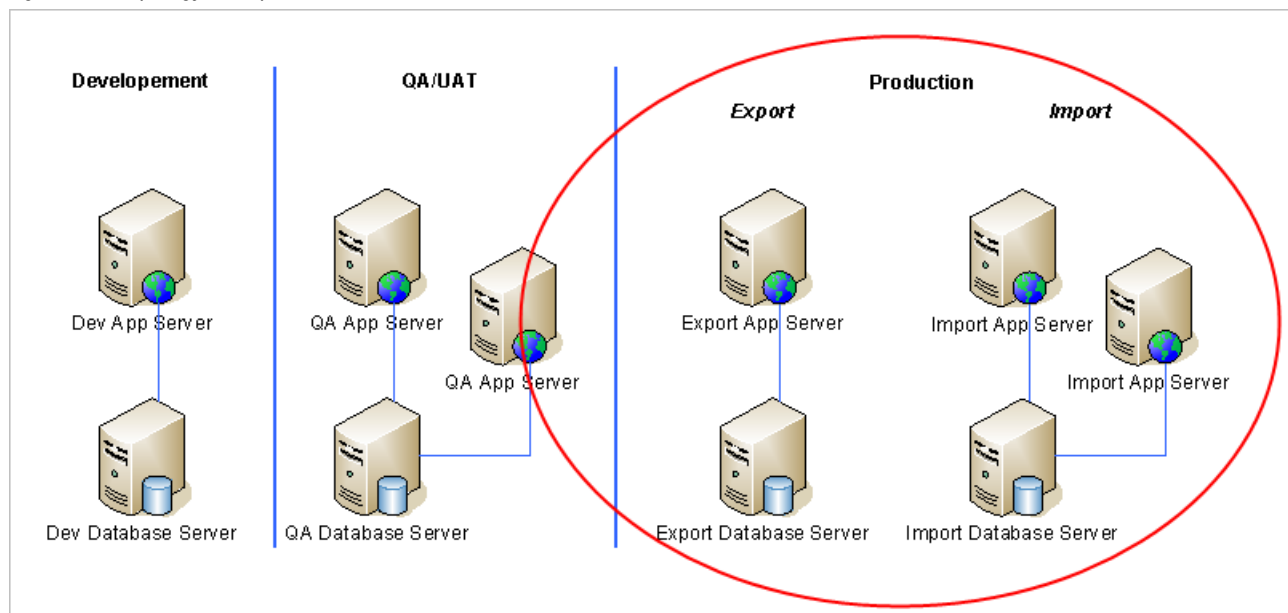 Developement
QA/UAT
Production
Export
Import
Dev App Server
QA App Server
QA App Server
Export App Server
Import App Server
Import App Server
Dev Database Server
QA Database Server
Export Database Server
Import Database Server